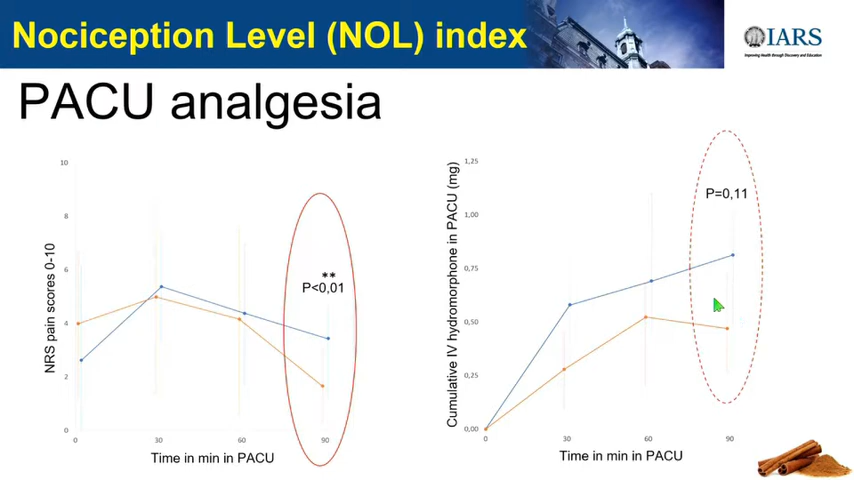 Nociception Level (NOL) index
IARS
Improving Health through Discovery and Education
PACU analgesia
NRS pain scores 0-10
10
8
6
4
2
0
**
P<0,01
0
30
60
90
Time in min in PACU
Cumulative IV hydromorphone in PACU (mg)
1,25
1,00
0,75
0,50
0,25
0,00
P=0,11
0
30
60
90
Time in min in PACU